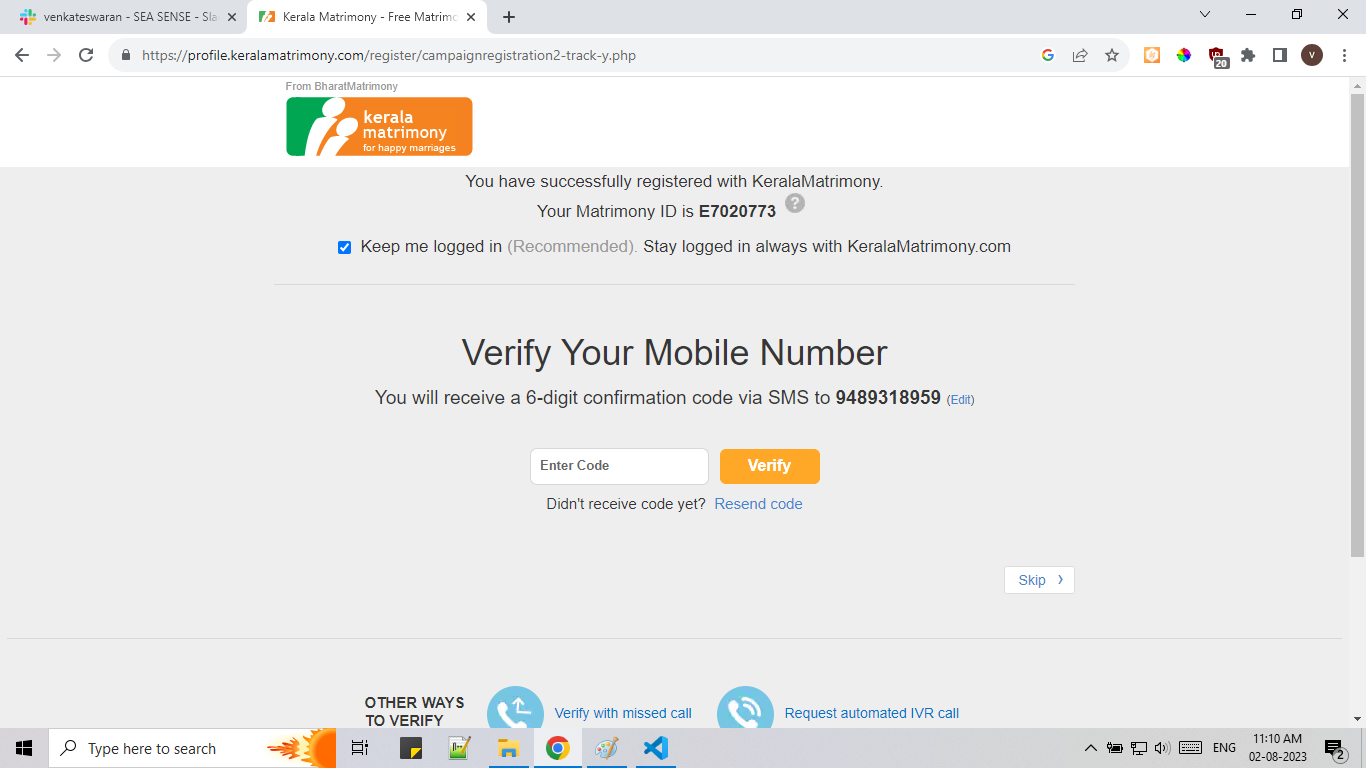 venkateswaran - SEA SENSE - Sla
Kerala Matrimony - Free Matrimo
https://profile.keralamatrimony.com/register/campaignregistration2-track-y.php
20
V
From BharatMatrimony
kerala
matrimony
for happy marriages
You have successfully registered with KeralaMatrimony.
Your Matrimony ID is E7020773 ?
Keep me logged in (Recommended). Stay logged in always with KeralaMatrimony.com
Verify Your Mobile Number
You will receive a 6-digit confirmation code via SMS to 9489318959 (Edit)
Enter Code
Verify
Didn't receive code yet? Resend code
Skip ›
OTHER WAYS
TO VERIFY
Verify with missed call
Request automated IVR call
Type here to search
ENG
11:10 AM
02-08-2023
2